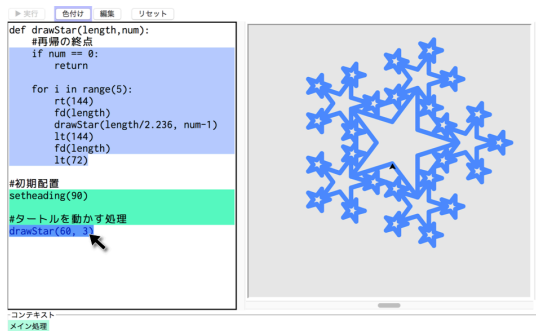 ▶ 実行 色付け 編集 リセット
def drawStar(length,num):
    #再帰の終点
    if num == 0:
        return
    for i in range(5):
        rt(144)
        fd(length)
        drawStar(length/2.236, num-1)
        lt(144)
        fd(length)
        lt(72)
#初期配置
setheading(90)
#タートルを動かす処理
drawStar(60, 3)
コンテキスト
メイン処理